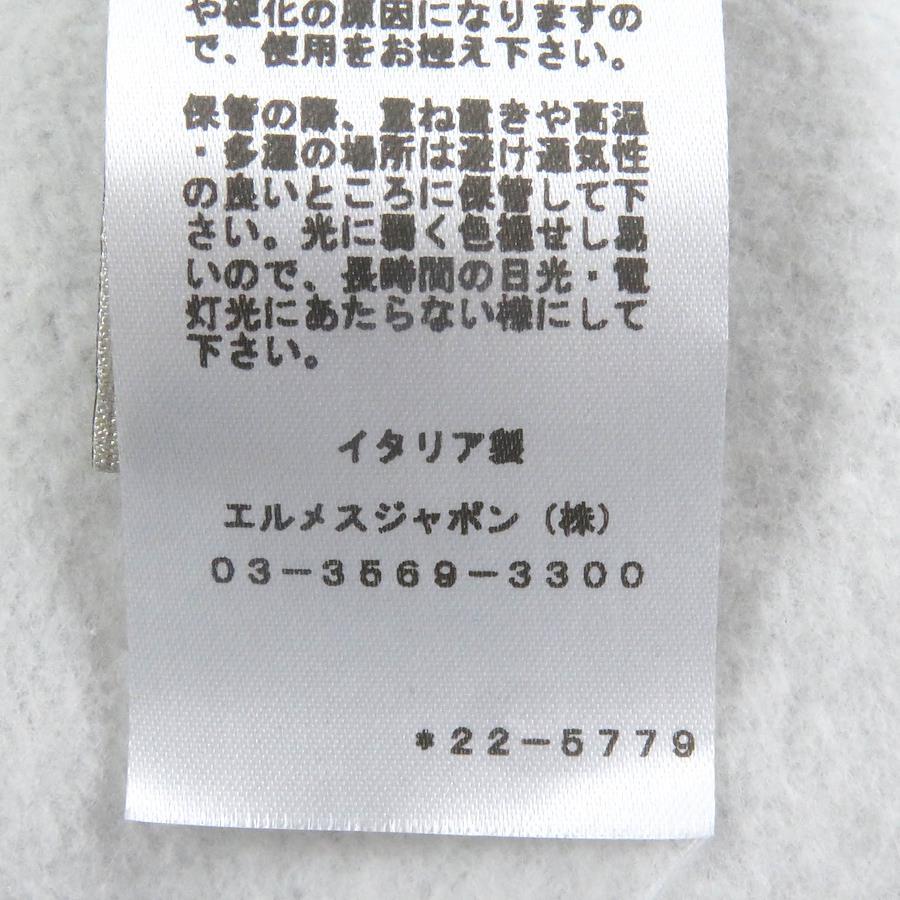 や硬化の原因になりますの
で、使用をお控え下さい。
保管の際、重ね置きや高温
・多湿の場所は避け通気性
の良いところに保管して下
さい。光に弱く色褪せし易
いので、長時間の日光・電
灯光にあたらない様にして
下さい。
イタリア製
エルメスジャポン（株）
03-3569-3300
*22-5779